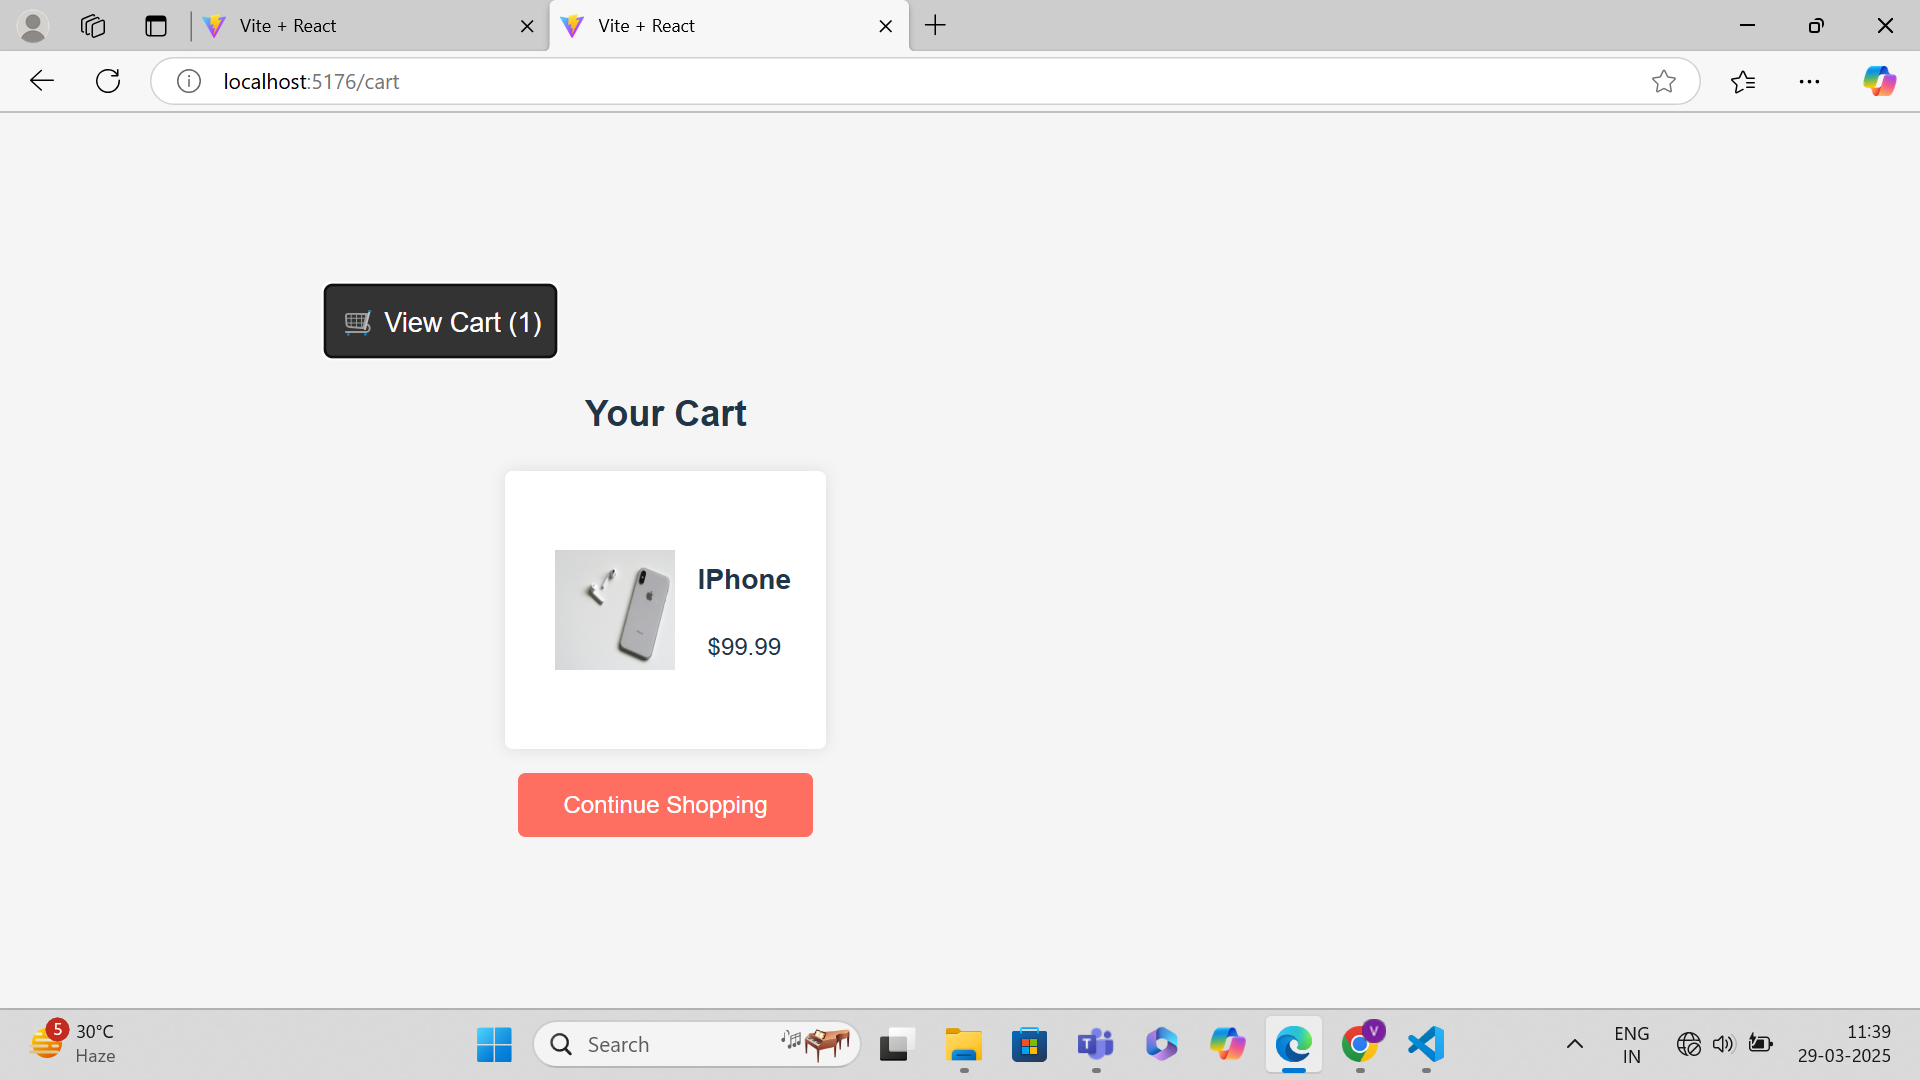 Vite + React
Vite + React
localhost:5176/cart
View Cart (1)
Your Cart
IPhone
$99.99
Continue Shopping
5
30°C
Haze
Search
T
V
ENG
IN
11:39
29-03-2025